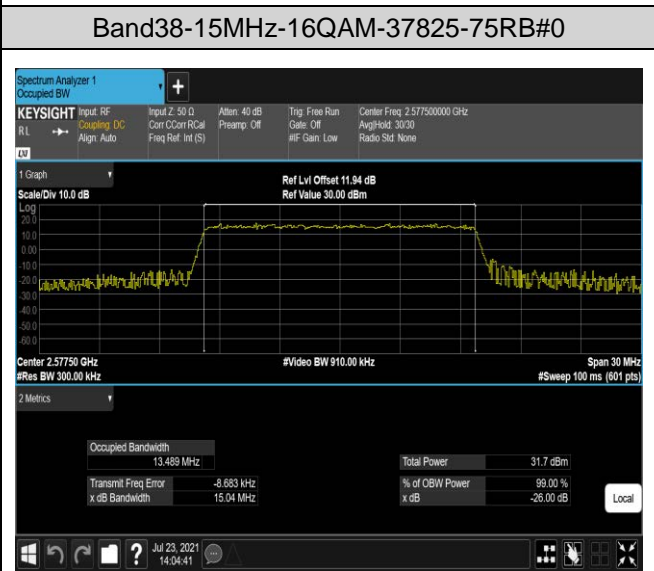 Band38-15MHz-16QAM-37825-75RB#0
Spectrum Analyzer 1
Occupied BW
+
KEYSIGHT
RL
LXI
Input: RF
Coupling: DC
Align: Auto
Input Z: 50 Ω
Corr CCorr RCal
Freq Ref: Int (S)
Atten: 40 dB
Preamp: Off
Trig: Free Run
Gate: Off
#IF Gain: Low
Center Freq: 2.577500000 GHz
Avg|Hold: 30/30
Radio Std: None
1 Graph
Scale/Div 10.0 dB
Ref Lvl Offset 11.94 dB
Ref Value 30.00 dBm
Log
20.0
10.0
0.00
-10.0
-20.0
-30.0
-40.0
-50.0
-60.0
Center 2.57750 GHz
#Res BW 300.00 kHz
#Video BW 910.00 kHz
Span 30 MHz
#Sweep 100 ms (601 pts)
2 Metrics
Occupied Bandwidth
13.489 MHz
Transmit Freq Error -8.683 kHz
x dB Bandwidth 15.04 MHz
Total Power 31.7 dBm
% of OBW Power 99.00 %
x dB -26.00 dB
Local
?
Jul 23, 2021
14:04:41